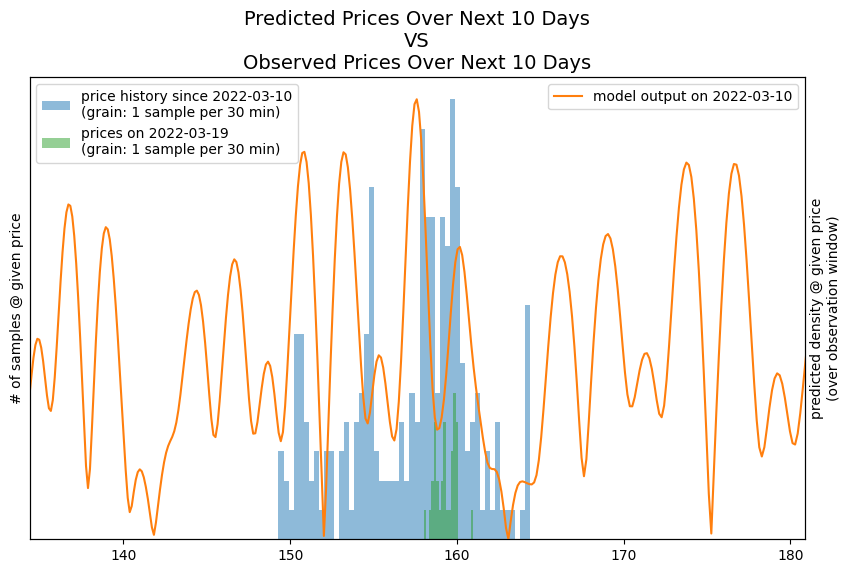 Predicted Prices Over Next 10 Days
VS
Observed Prices Over Next 10 Days
price history since 2022-03-10
(grain: 1 sample per 30 min)
prices on 2022-03-19
(grain: 1 sample per 30 min)
model output on 2022-03-10
# of samples @ given price
predicted density @ given price
(over observation window)
140
150
160
170
180